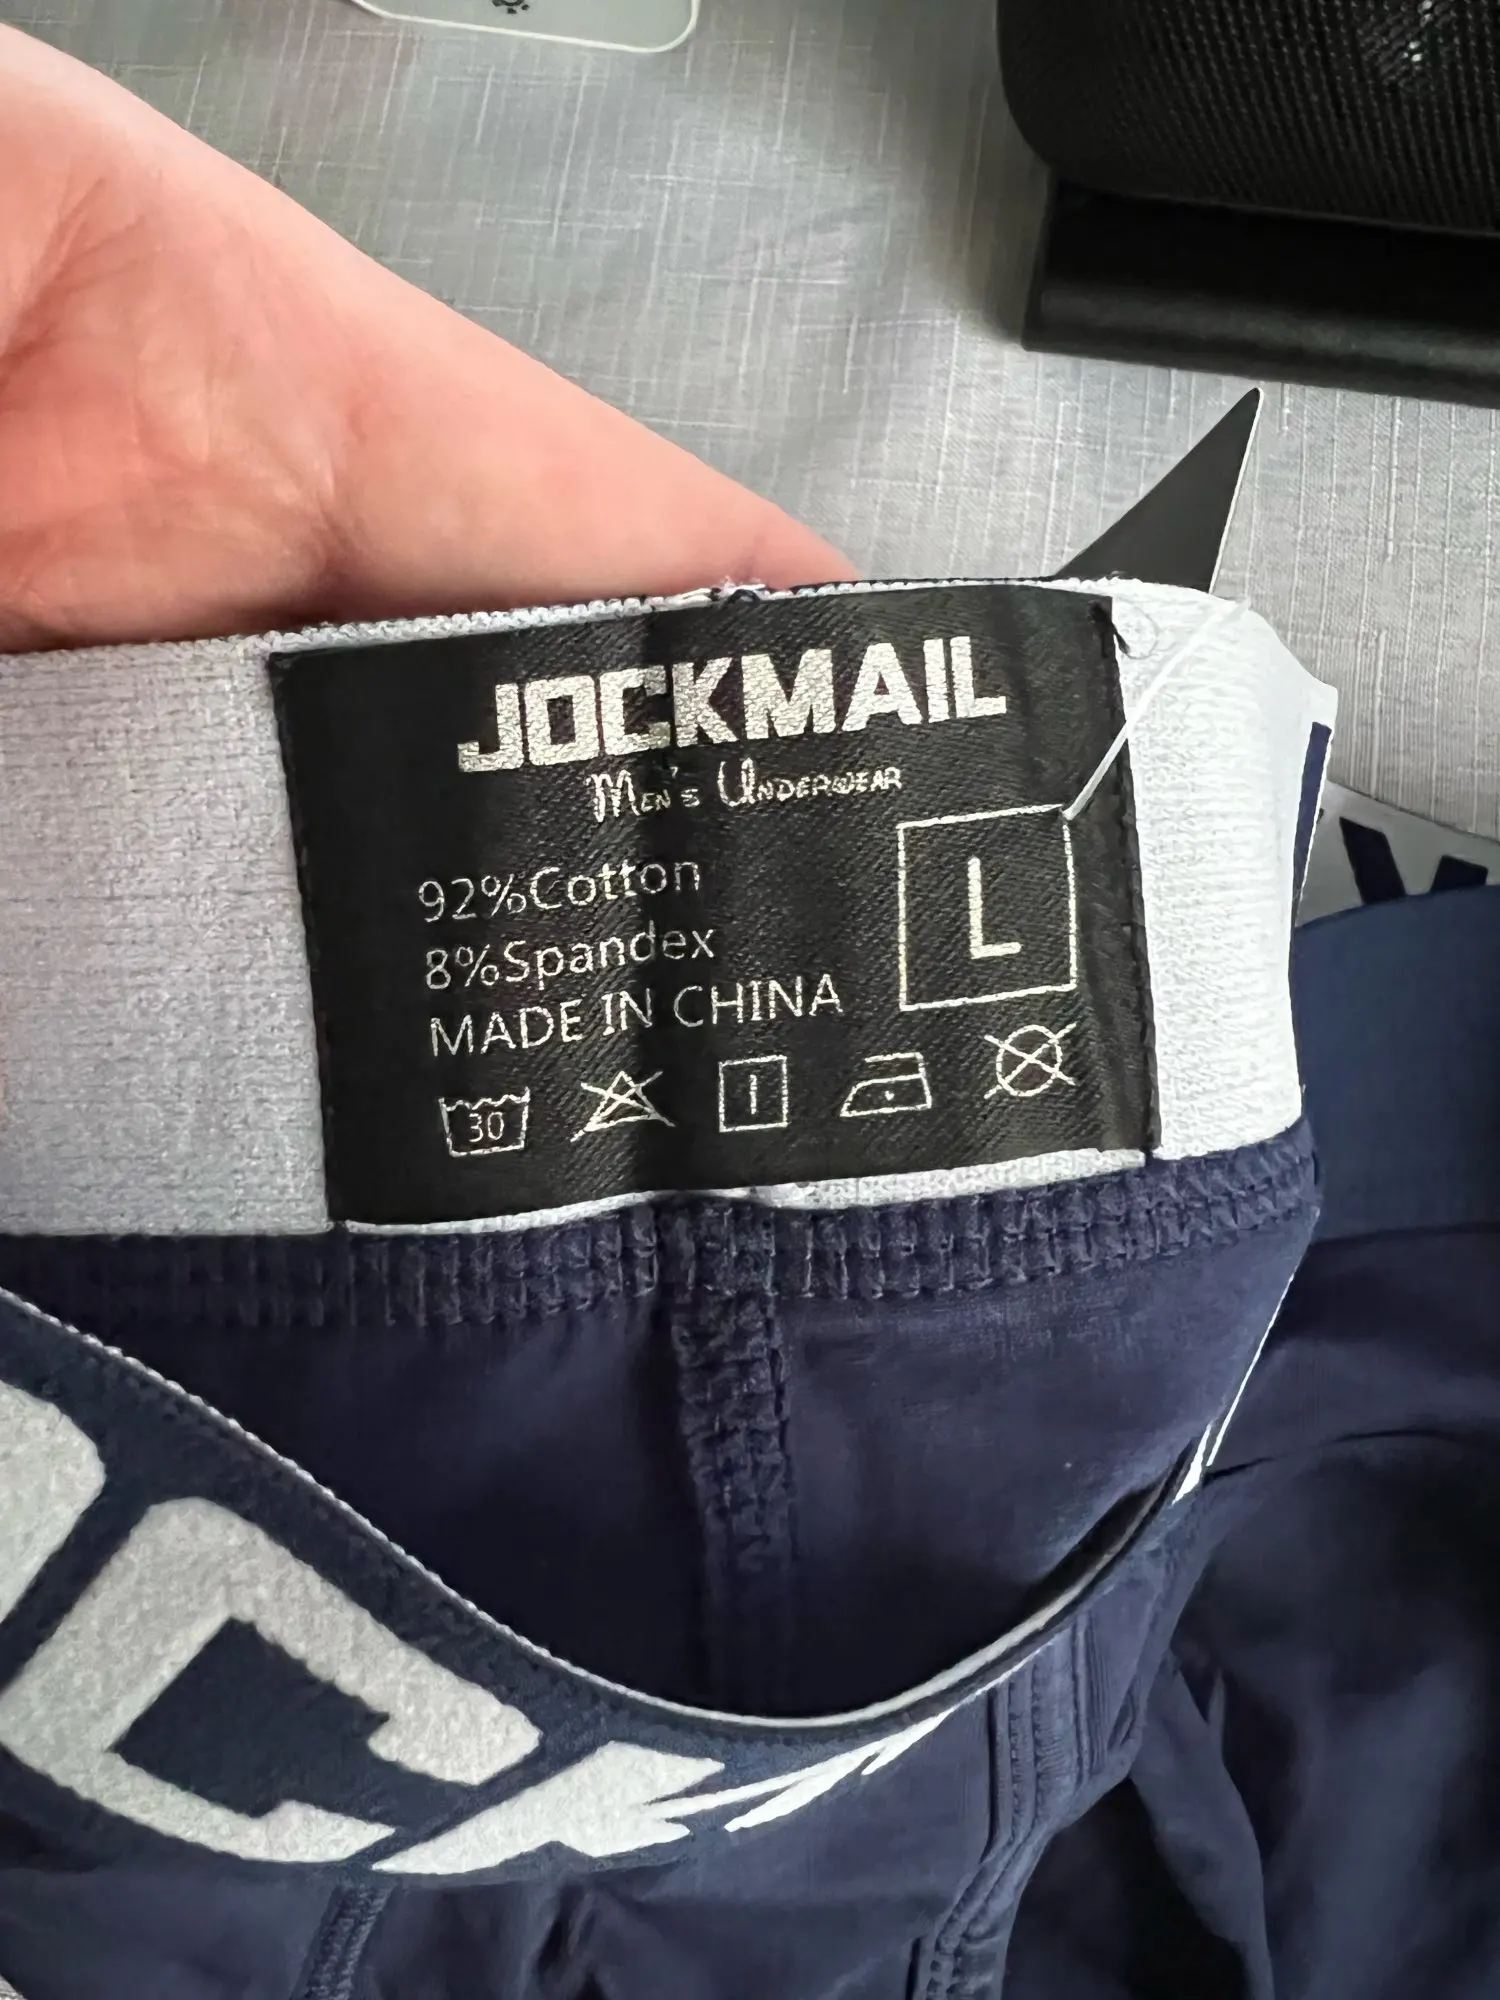 JOCKMAIL
Men's Underwear
92%Cotton
8%Spandex
MADE IN CHINA
L
30